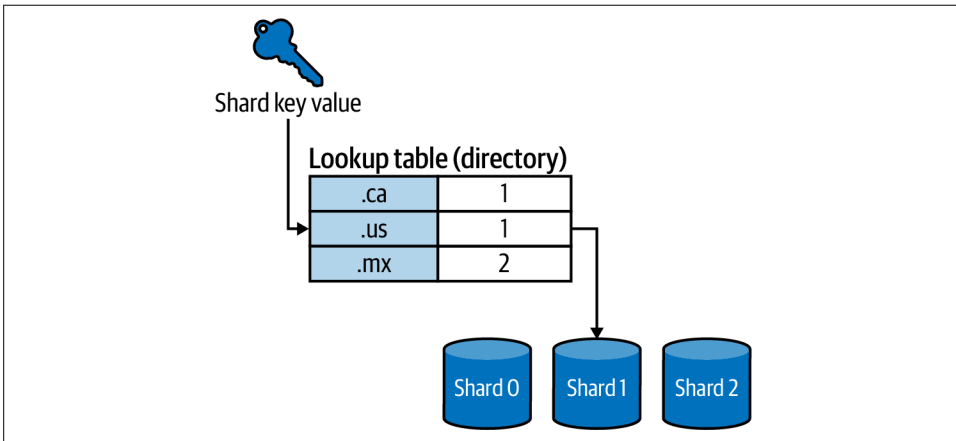 Shard key value
Lookup table (directory)
.ca 1
.us 1
.mx 2
Shard 0 Shard 1 Shard 2